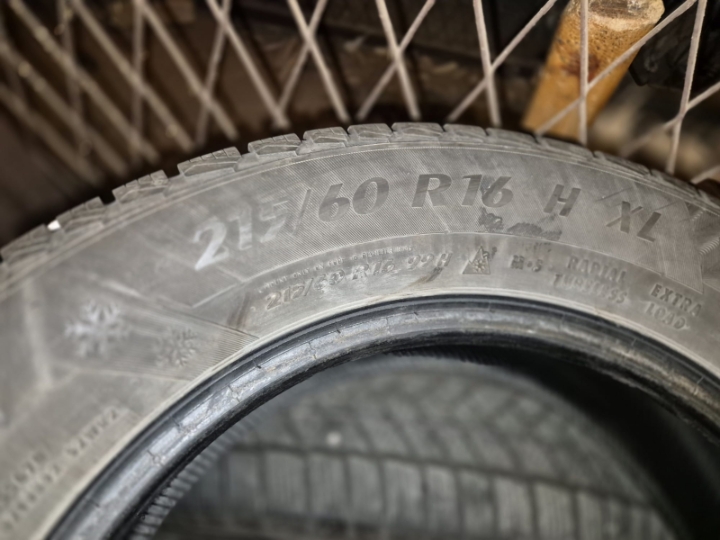 215/60 R16 H XL
215/60 R16 99H M+S RADIAL EXTRA
TUBELESS LOAD